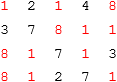 1 2 1 4 8
3 7 8 1 1
8 1 7 1 3
8 1 2 7 1